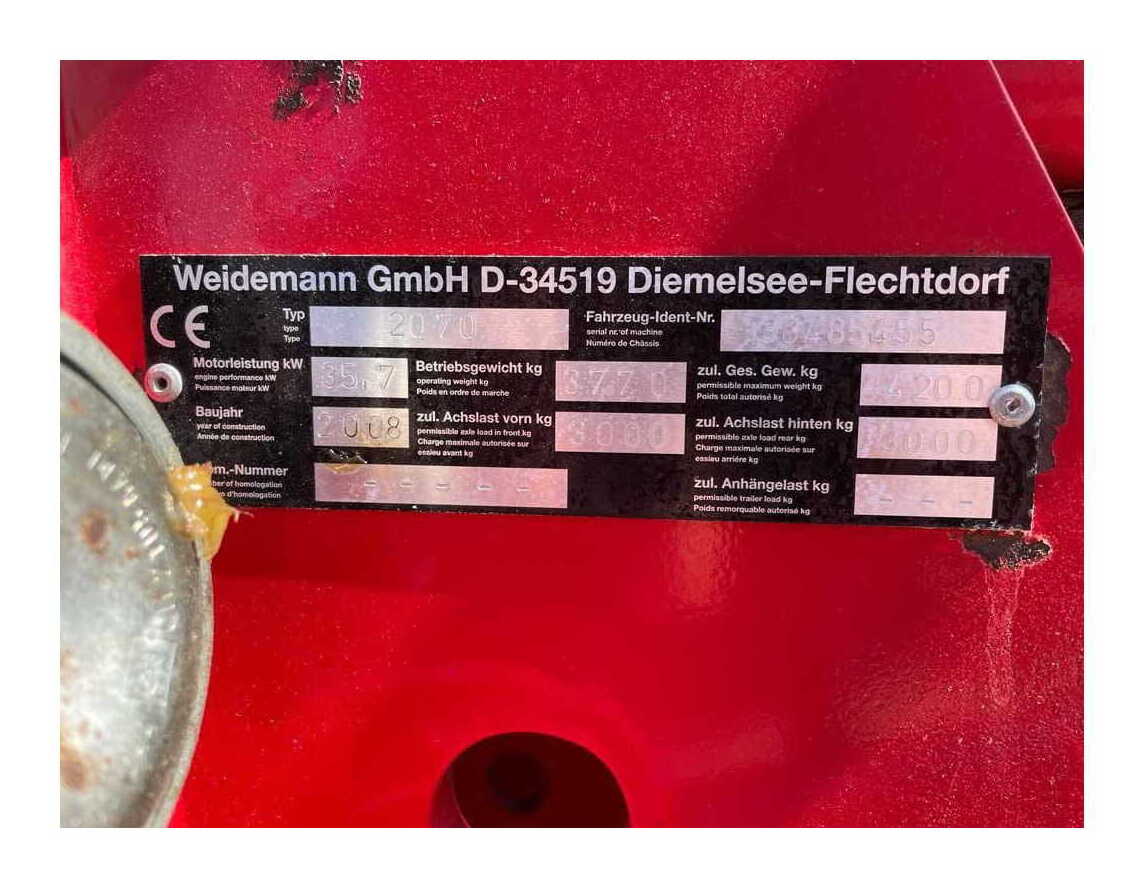 Weidemann GmbH D-34519 Diemelsee-Flechtdorf
CE
Typ
type
Type
2070
Fahrzeug-Ident-Nr.
serial nr. of machine
Numéro de Châssis
Motorleistung kW
engine performance kW
Puissance moteur kW
35,7
Betriebsgewicht kg
operating weight kg
Poids en ordre de marche
zul. Ges. Gew. kg
permissible maximum weight kg
Poids total autorisé kg
4200
Baujahr
year of construction
Année de construction
2008
zul. Achslast vorn kg
permissible axle load in front kg
Charge maximale autorisée sur
essieu avant kg
3000
zul. Achslast hinten kg
permissible axle load rear kg
Charge maximale autorisée sur
essieu arriére kg
3000
m.-Nummer
ber of homologation
d'homologation
- - - - -
zul. Anhängelast kg
permissible trailer load kg
Poids remorquable autorisé kg
- - -